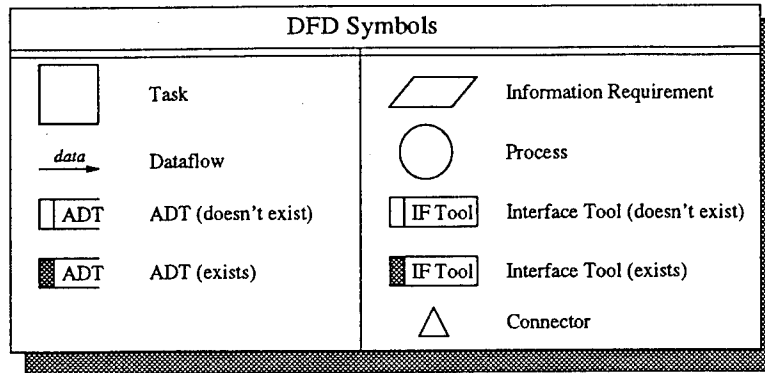 DFD Symbols
Task
data
Dataflow
ADT
ADT (doesn't exist)
ADT
ADT (exists)
Information Requirement
Process
IF Tool
Interface Tool (doesn't exist)
IF Tool
Interface Tool (exists)
Connector